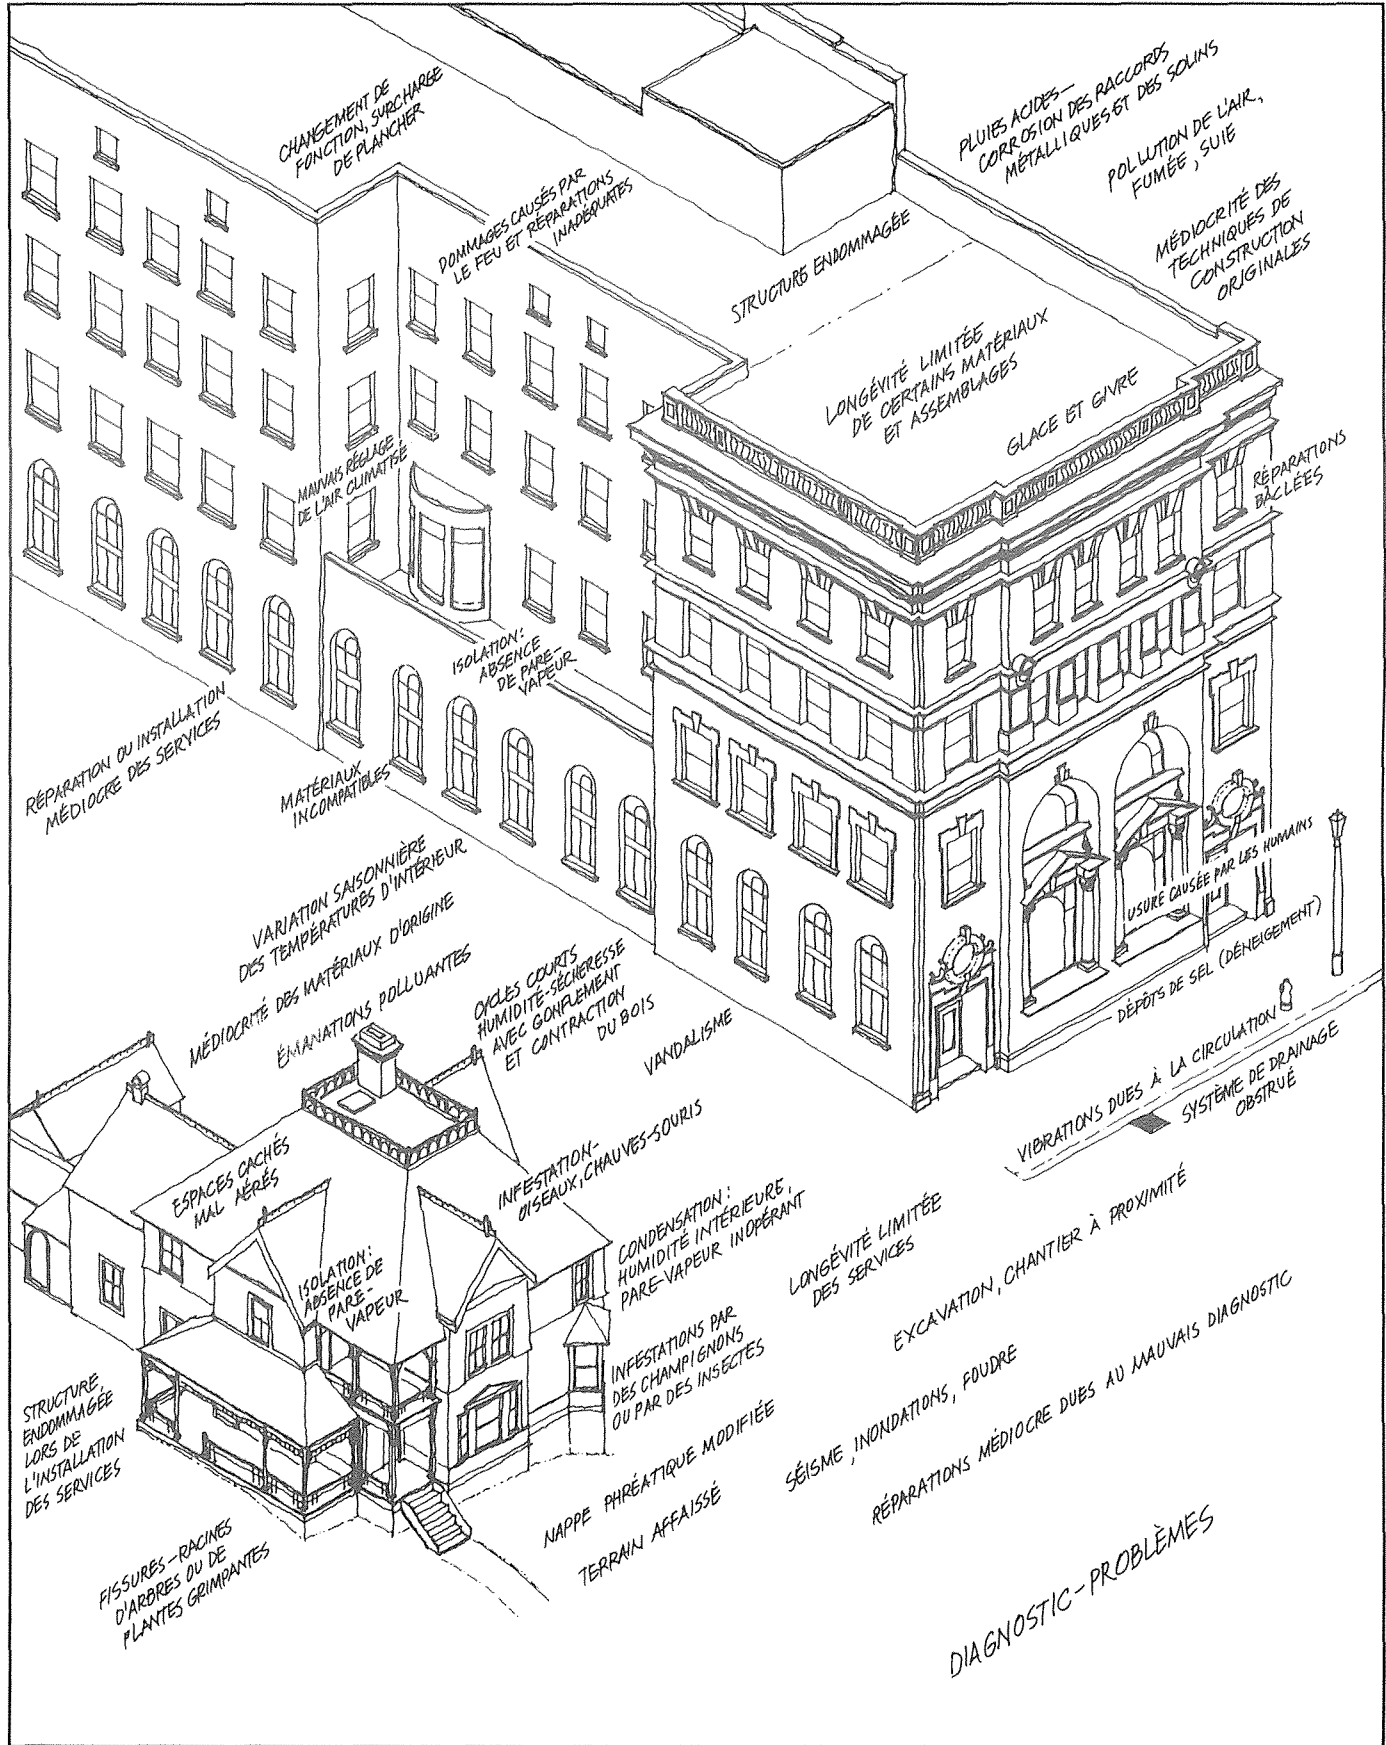 CHANGEMENT DE
FONCTION, SURCHARGE
DE PLANCHER
PLUIES ACIDES—
CORROSION DES RACCORDS
MÉTALLIQUES ET DES SOLINS
POLLUTION DE L'AIR,
FUMÉE, SUIE
DOMMAGES CAUSÉS PAR
LE FEU ET RÉPARATIONS
INADÉQUATES
MÉDIOCRITÉ DES
TECHNIQUES DE
CONSTRUCTION
ORIGINALES
STRUCTURE ENDOMMAGÉE
LONGÉVITÉ LIMITÉE
DE CERTAINS MATÉRIAUX
ET ASSEMBLAGES
GLACE ET GIVRE
RÉPARATIONS
BÂCLÉES
MAUVAIS RÉGLAGE
DE L'AIR CLIMATISÉ
ISOLATION:
ABSENCE
DE PARE-
VAPEUR
RÉPARATION OU INSTALLATION
MÉDIOCRE DES SERVICES
MATÉRIAUX
INCOMPATIBLES
VARIATION SAISONNIÈRE
DES TEMPÉRATURES D'INTÉRIEUR
USURE CAUSÉE PAR LES HUMAINS
MÉDIOCRITÉ DES MATÉRIAUX D'ORIGINE
ÉMANATIONS POLLUANTES
CYCLES COURTS
HUMIDITÉ-SÉCHERESSE
AVEC GONFLEMENT
ET CONTRACTION
DU BOIS
VANDALISME
DÉPÔTS DE SEL (DÉNEIGEMENT)
VIBRATIONS DUES À LA CIRCULATION
SYSTÈME DE DRAINAGE
OBSTRUÉ
ESPACES CACHÉS
MAL AÉRÉS
INFESTATION-
OISEAUX, CHAUVES-SOURIS
ISOLATION:
ABSENCE DE
PARE-
VAPEUR
CONDENSATION:
HUMIDITÉ INTÉRIEURE,
PARE-VAPEUR INOPÉRANT
LONGÉVITÉ LIMITÉE
DES SERVICES
EXCAVATION, CHANTIER À PROXIMITÉ
INFESTATIONS PAR
DES CHAMPIGNONS
OU PAR DES INSECTES
STRUCTURE
ENDOMMAGÉE
LORS DE
L'INSTALLATION
DES SERVICES
SÉISME, INONDATIONS, FOUDRE
RÉPARATIONS MÉDIOCRE DUES AU MAUVAIS DIAGNOSTIC
NAPPE PHRÉATIQUE MODIFIÉE
TERRAIN AFFAISSÉ
FISSURES-RACINES
D'ARBRES OU DE
PLANTES GRIMPANTES
DIAGNOSTIC-PROBLÈMES